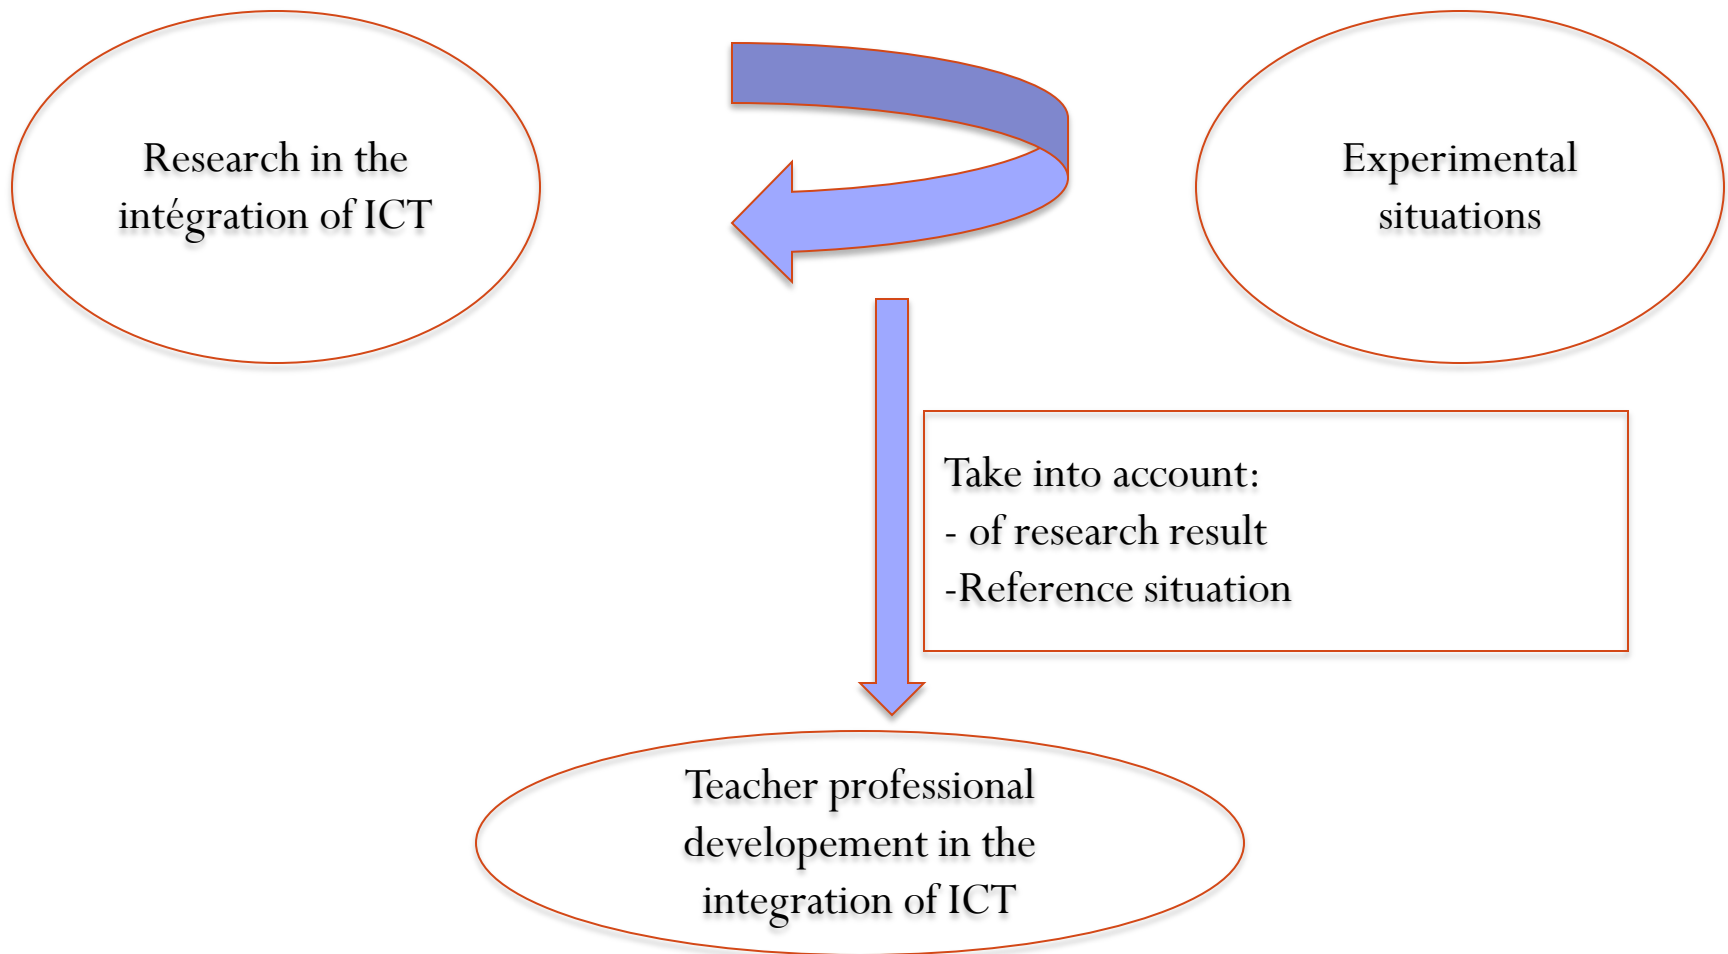 Research in the
intégration of ICT
Experimental
situations
Take into account:
- of research result
-Reference situation
Teacher professional
developement in the
integration of ICT